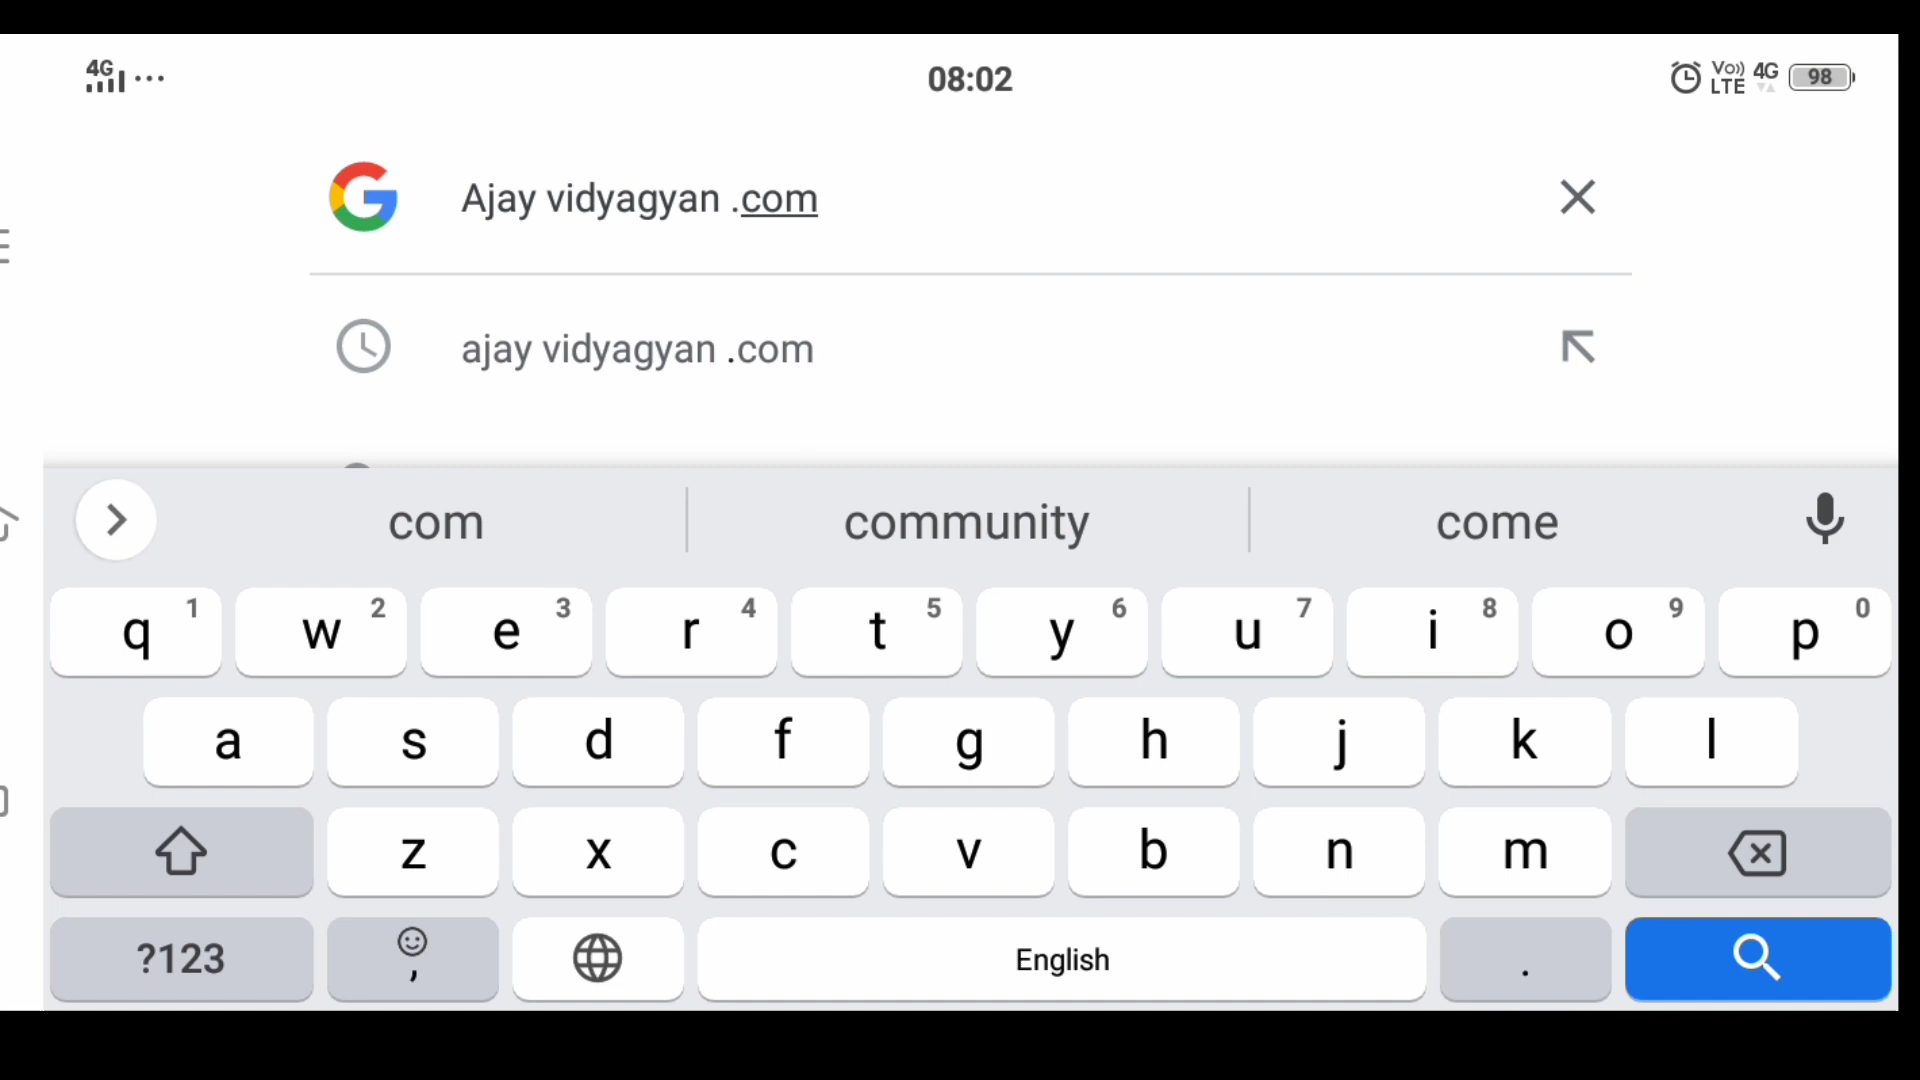 4G ... 08:02 Vo)) LTE 4G 98
Ajay vidyagyan .com
ajay vidyagyan .com
com community come
q 1 w 2 e 3 r 4 t 5 y 6 u 7 i 8 o 9 p 0
a s d f g h j k l
z x c v b n m
?123 , English .